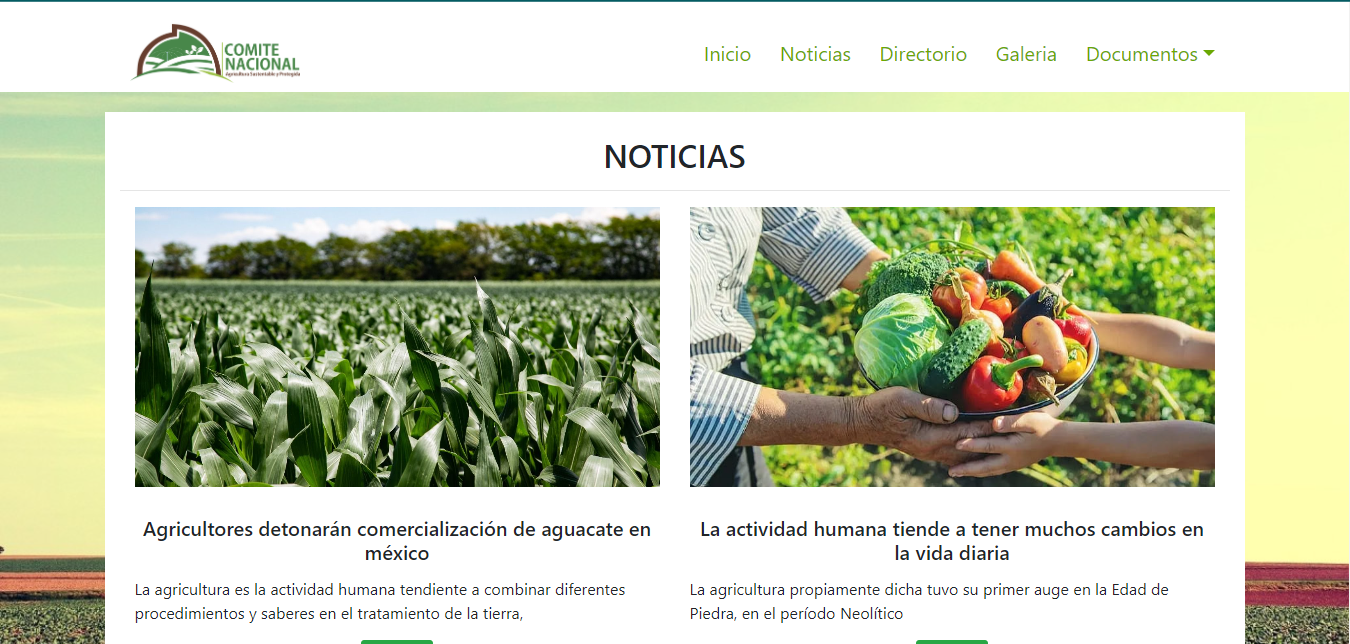 COMITE
NACIONAL
Agricultura Sustentable y Protegida
Inicio Noticias Directorio Galeria Documentos
NOTICIAS
Agricultores detonarán comercialización de aguacate en
méxico
La agricultura es la actividad humana tendiente a combinar diferentes
procedimientos y saberes en el tratamiento de la tierra,
La actividad humana tiende a tener muchos cambios en
la vida diaria
La agricultura propiamente dicha tuvo su primer auge en la Edad de
Piedra, en el período Neolítico